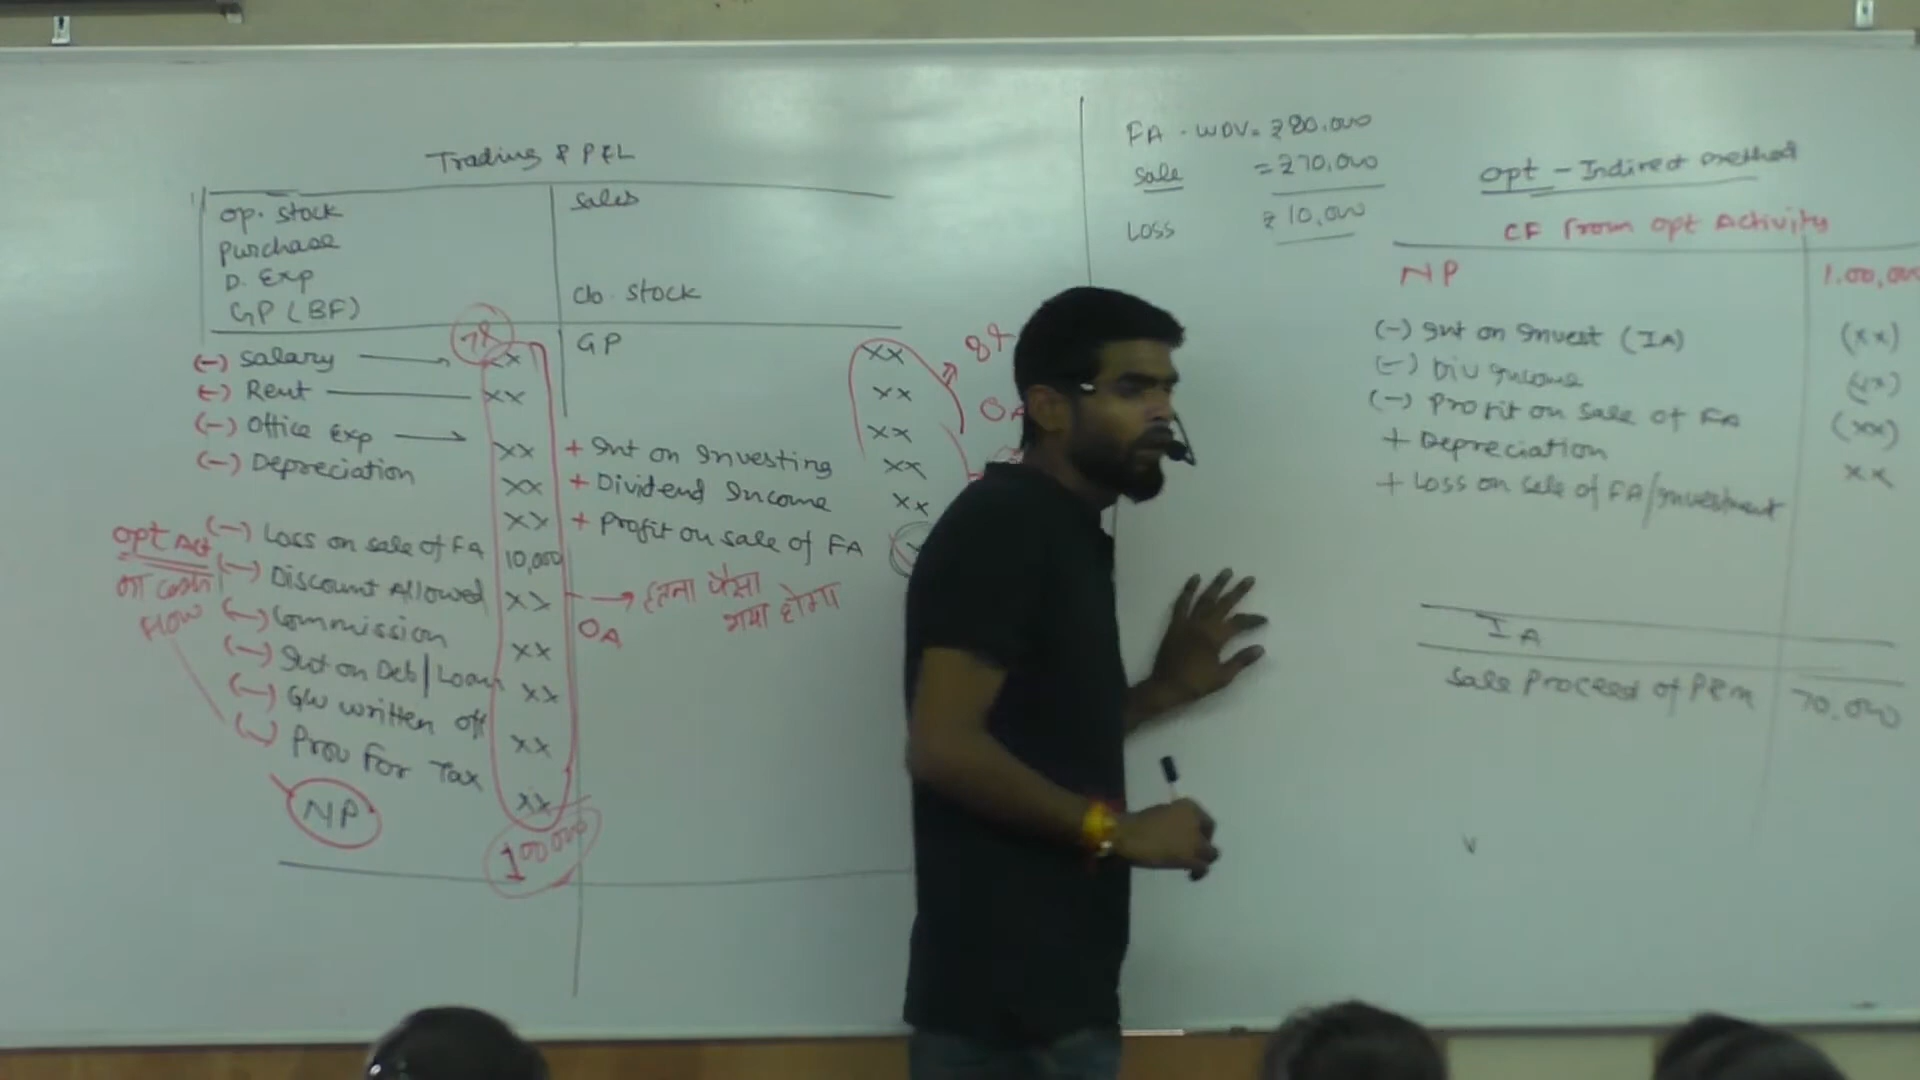 Trading & P&L
op. stock
purchase
D. Exp
GP (BF)
Sales
clo. stock
GP
(-) Salary xx
(-) Rent xx
(-) Office Exp xx
(-) Depreciation xx
xx
(-) Loss on sale of FA 10,000
(-) Discount Allowed xx
(-) Commission xx
(-) Int on Deb/Loan xx
(-) GW written off xx
(-) Prov For Tax xx
NP
100000
opt Act
का cash
flow
xx
xx
xx
+ Int on Investing xx
+ Dividend Income xx
+ Profit on sale of FA
OA
इतना पैसा
गया होगा
FA - WDV = ₹80,000
Sale = ₹70,000
Loss ₹10,000
Opt - Indirect method
CF from opt Activity
NP 1,00,000
(-) Int on Invest (IA) (xx)
(-) Div Income (xx)
(-) Profit on sale of FA (xx)
+ Depreciation xx
+ Loss on sale of FA/Investment
IA
Sale Proceed of P&M 70,000